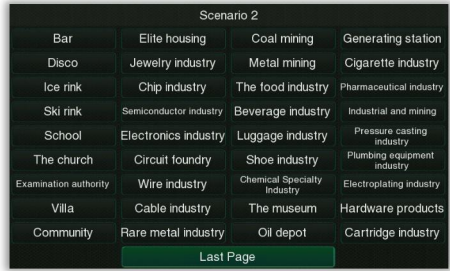 Scenario 2
Bar
Elite housing
Coal mining
Generating station
Disco
Jewelry industry
Metal mining
Cigarette industry
Ice rink
Chip industry
The food industry
Pharmaceutical industry
Ski rink
Semiconductor industry
Beverage industry
Industrial and mining
School
Electronics industry
Luggage industry
Pressure casting
industry
The church
Circuit foundry
Shoe industry
Plumbing equipment
industry
Examination authority
Wire industry
Chemical Specialty
Industry
Electroplating industry
Villa
Cable industry
The museum
Hardware products
Community
Rare metal industry
Oil depot
Cartridge industry
Last Page